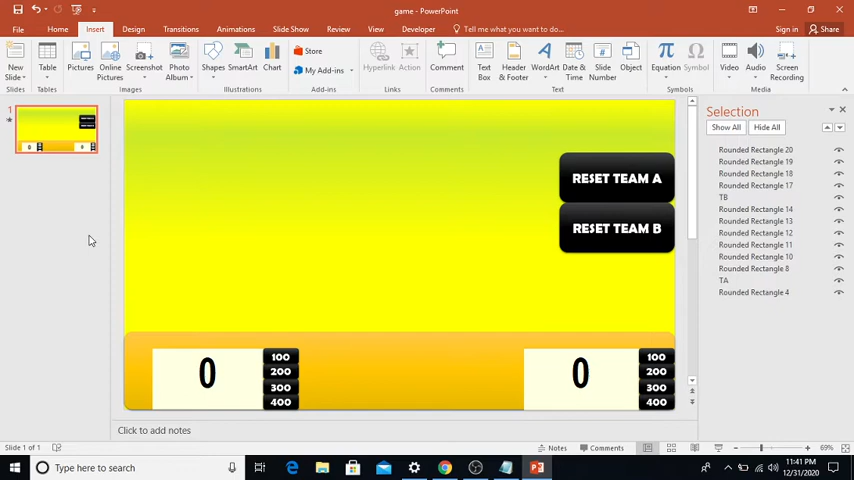 game - PowerPoint
File Home Insert Design Transitions Animations Slide Show Review View Developer Tell me what you want to do... Sign in Share
New Slide Table Pictures Online Pictures Screenshot Photo Album Shapes SmartArt Chart Store My Add-ins Hyperlink Action Comment Text Box Header & Footer WordArt Date & Time Slide Number Object Equation Symbol Video Audio Screen Recording
Slides Tables Images Illustrations Add-ins Links Comments Text Symbols Media
1
RESET TEAM A
RESET TEAM B
0
100
200
300
400
0
100
200
300
400
Selection
Show All Hide All
Rounded Rectangle 20
Rounded Rectangle 19
Rounded Rectangle 18
Rounded Rectangle 17
TB
Rounded Rectangle 14
Rounded Rectangle 13
Rounded Rectangle 12
Rounded Rectangle 11
Rounded Rectangle 10
Rounded Rectangle 8
TA
Rounded Rectangle 4
Click to add notes
Slide 1 of 1 Notes Comments 69%
Type here to search
11:41 PM
12/31/2020